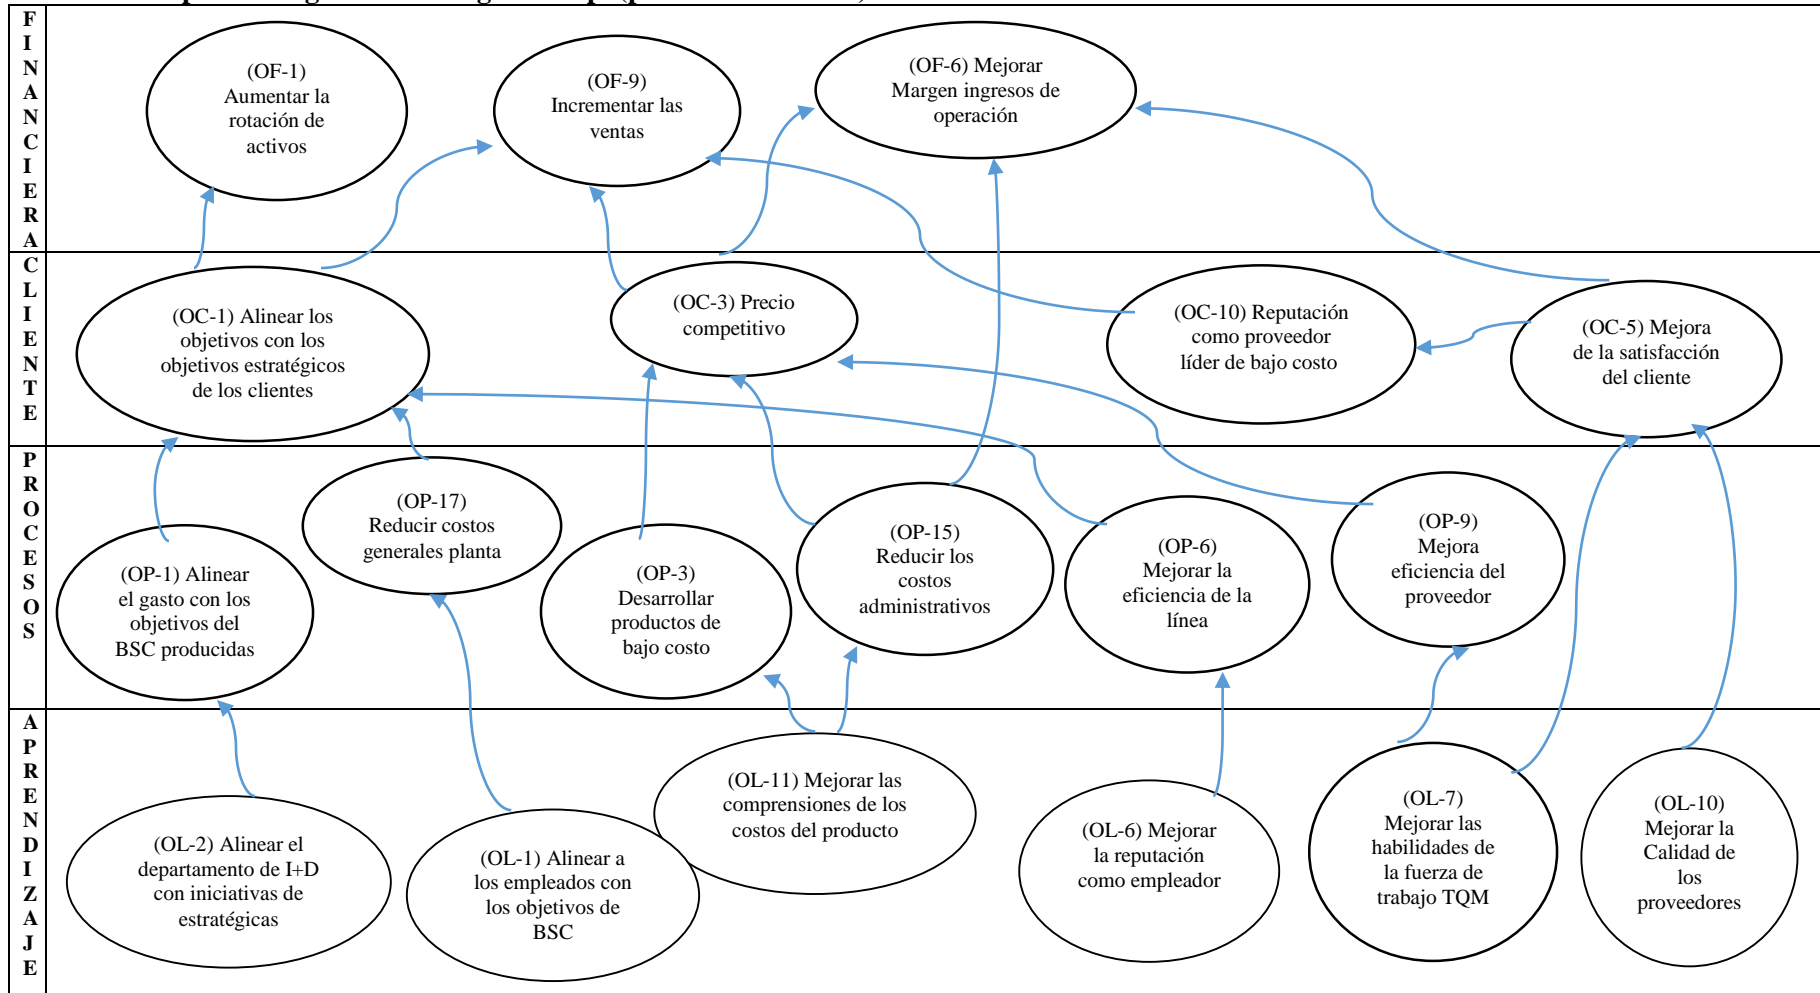 FINANCIERA
(OF-1)
Aumentar la
rotación de
activos
(OF-9)
Incrementar las
ventas
(OF-6) Mejorar
Margen ingresos de
operación
CLIENTE
(OC-1) Alinear los
objetivos con los
objetivos estratégicos
de los clientes
(OC-3) Precio
competitivo
(OC-10) Reputación
como proveedor
líder de bajo costo
(OC-5) Mejora
de la satisfacción
del cliente
PROCESOS
(OP-1) Alinear
el gasto con los
objetivos del
BSC producidas
(OP-17)
Reducir costos
generales planta
(OP-3)
Desarrollar
productos de
bajo costo
(OP-15)
Reducir los
costos
administrativos
(OP-6)
Mejorar la
eficiencia de la
línea
(OP-9)
Mejora
eficiencia del
proveedor
APRENDIZAJE
(OL-2) Alinear el
departamento de I+D
con iniciativas de
estratégicas
(OL-1) Alinear a
los empleados con
los objetivos de
BSC
(OL-11) Mejorar las
comprensiones de los
costos del producto
(OL-6) Mejorar
la reputación
como empleador
(OL-7)
Mejorar las
habilidades de
la fuerza de
trabajo TQM
(OL-10)
Mejorar la
Calidad de
los
proveedores